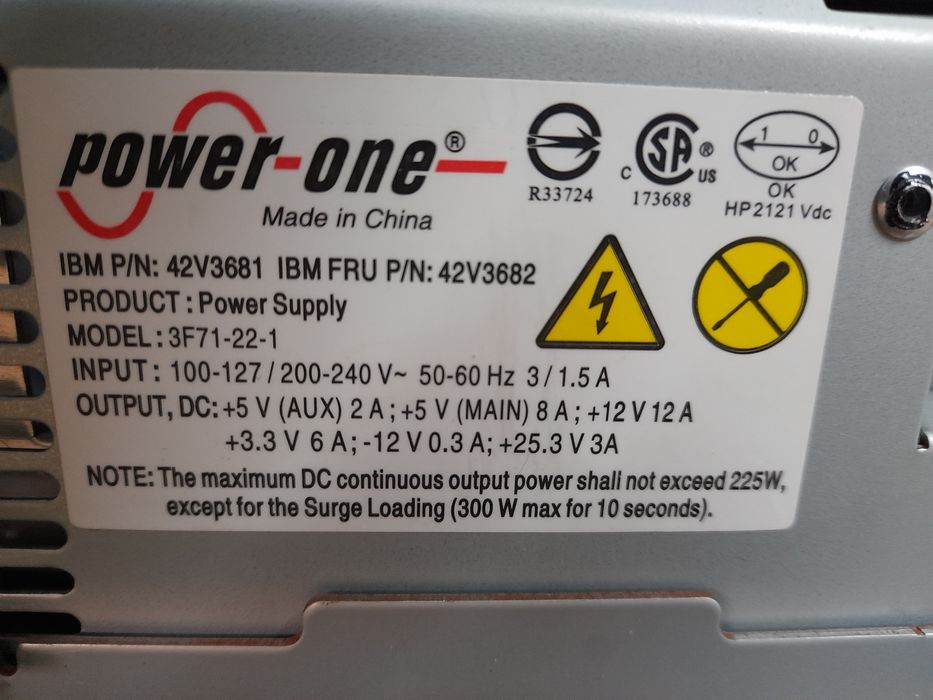 power-one®
Made in China
R33724
C SA ® US
173688
1 0
OK
OK
HP2121 Vdc
IBM P/N: 42V3681 IBM FRU P/N: 42V3682
PRODUCT : Power Supply
MODEL : 3F71-22-1
INPUT : 100-127 / 200-240 V~ 50-60 Hz 3 / 1.5 A
OUTPUT, DC: +5 V (AUX) 2 A ; +5 V (MAIN) 8 A ; +12 V 12 A
+3.3 V 6 A; -12 V 0.3 A; +25.3 V 3A
NOTE: The maximum DC continuous output power shall not exceed 225W,
except for the Surge Loading (300 W max for 10 seconds).